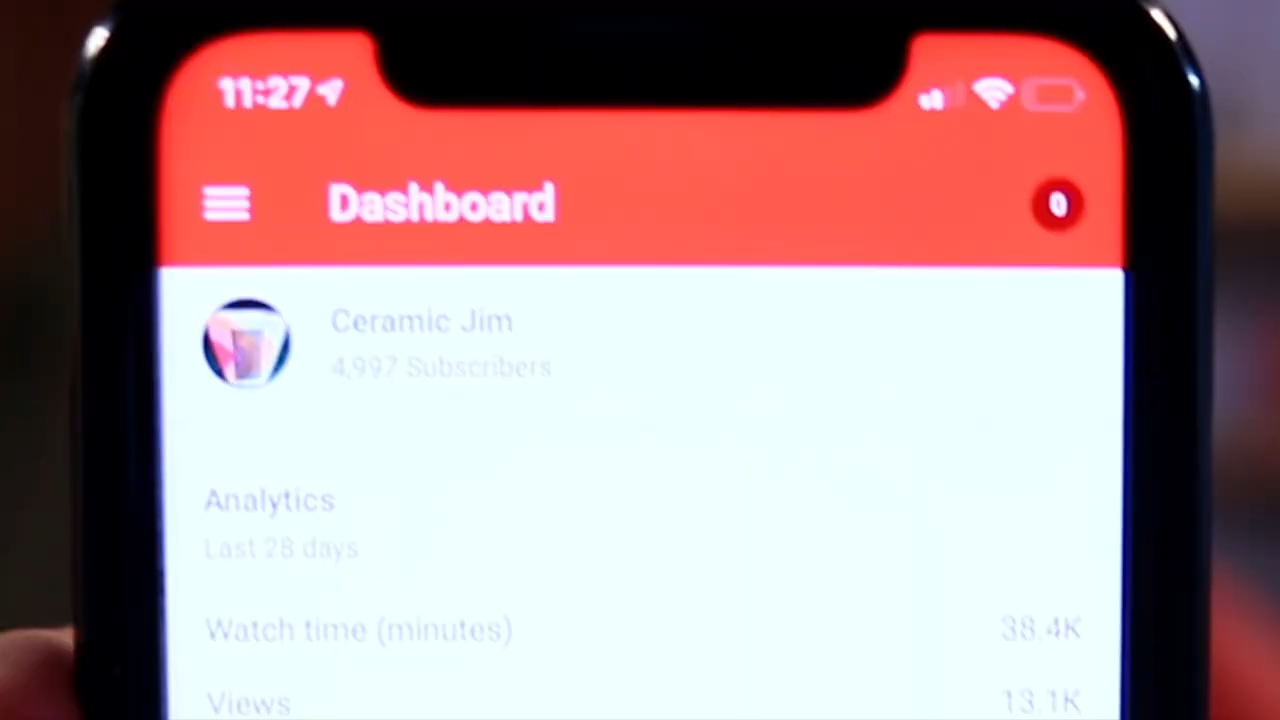 11:27
Dashboard
0
Ceramic Jim
4,997 Subscribers
Analytics
Last 28 days
Watch time (minutes) 38.4K
Views 13.1K